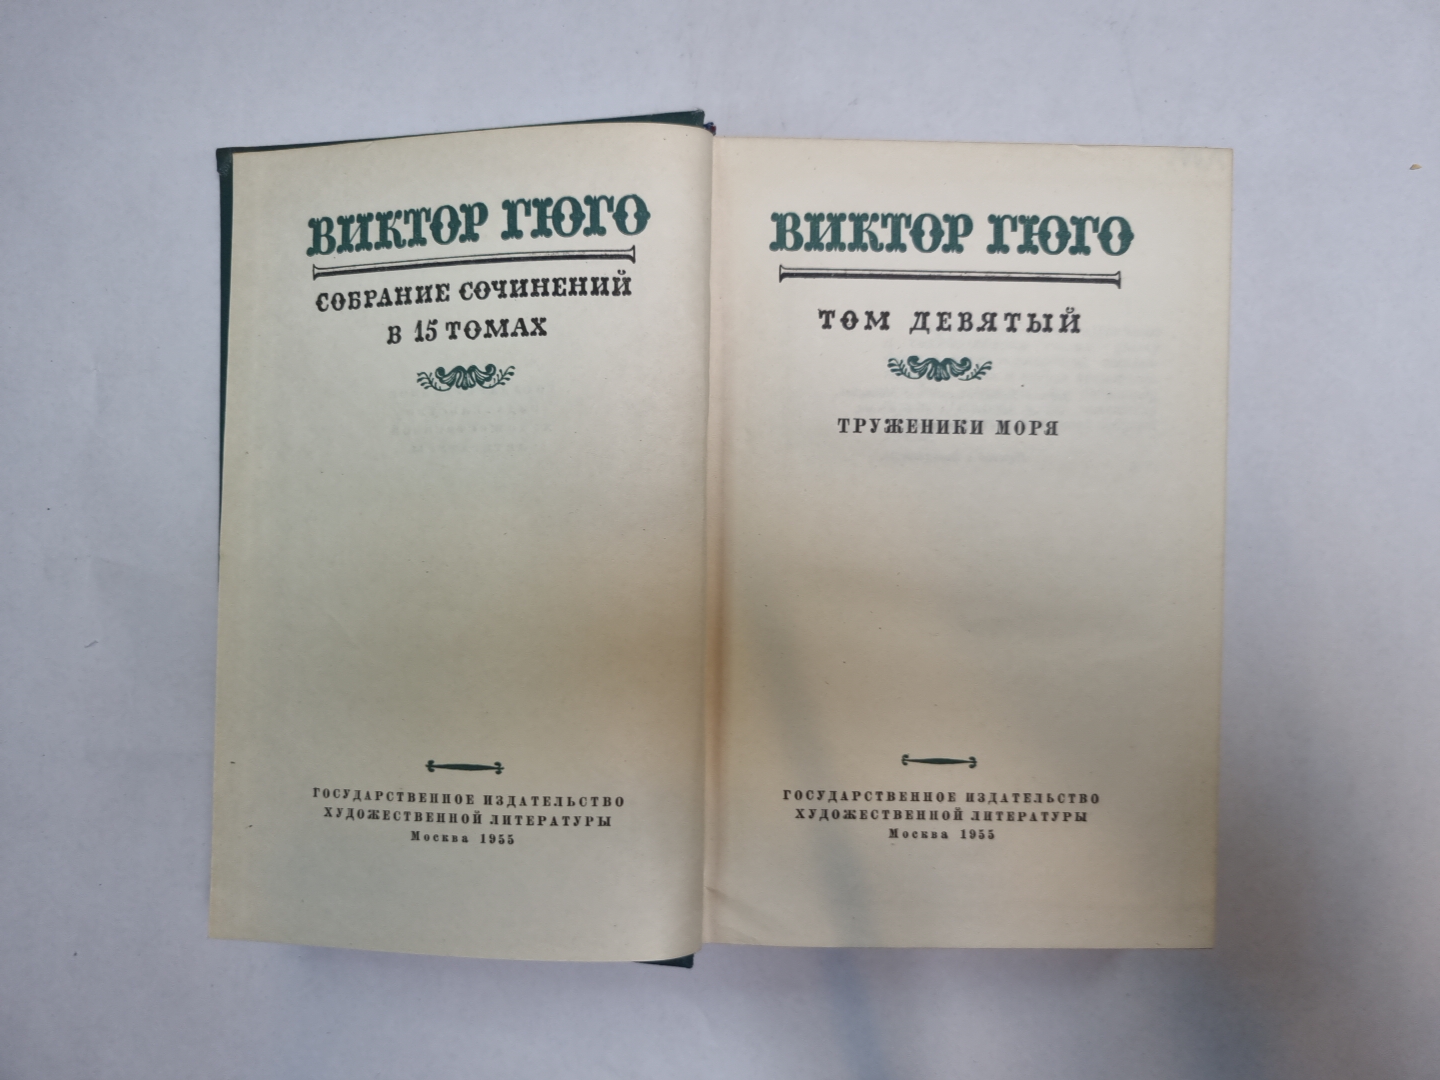 ВИКТОР ГЮГО
СОБРАНИЕ СОЧИНЕНИЙ
В 15 ТОМАХ
ГОСУДАРСТВЕННОЕ ИЗДАТЕЛЬСТВО
ХУДОЖЕСТВЕННОЙ ЛИТЕРАТУРЫ
Москва 1955
ВИКТОР ГЮГО
ТОМ ДЕВЯТЫЙ
ТРУЖЕНИКИ МОРЯ
ГОСУДАРСТВЕННОЕ ИЗДАТЕЛЬСТВО
ХУДОЖЕСТВЕННОЙ ЛИТЕРАТУРЫ
Москва 1955